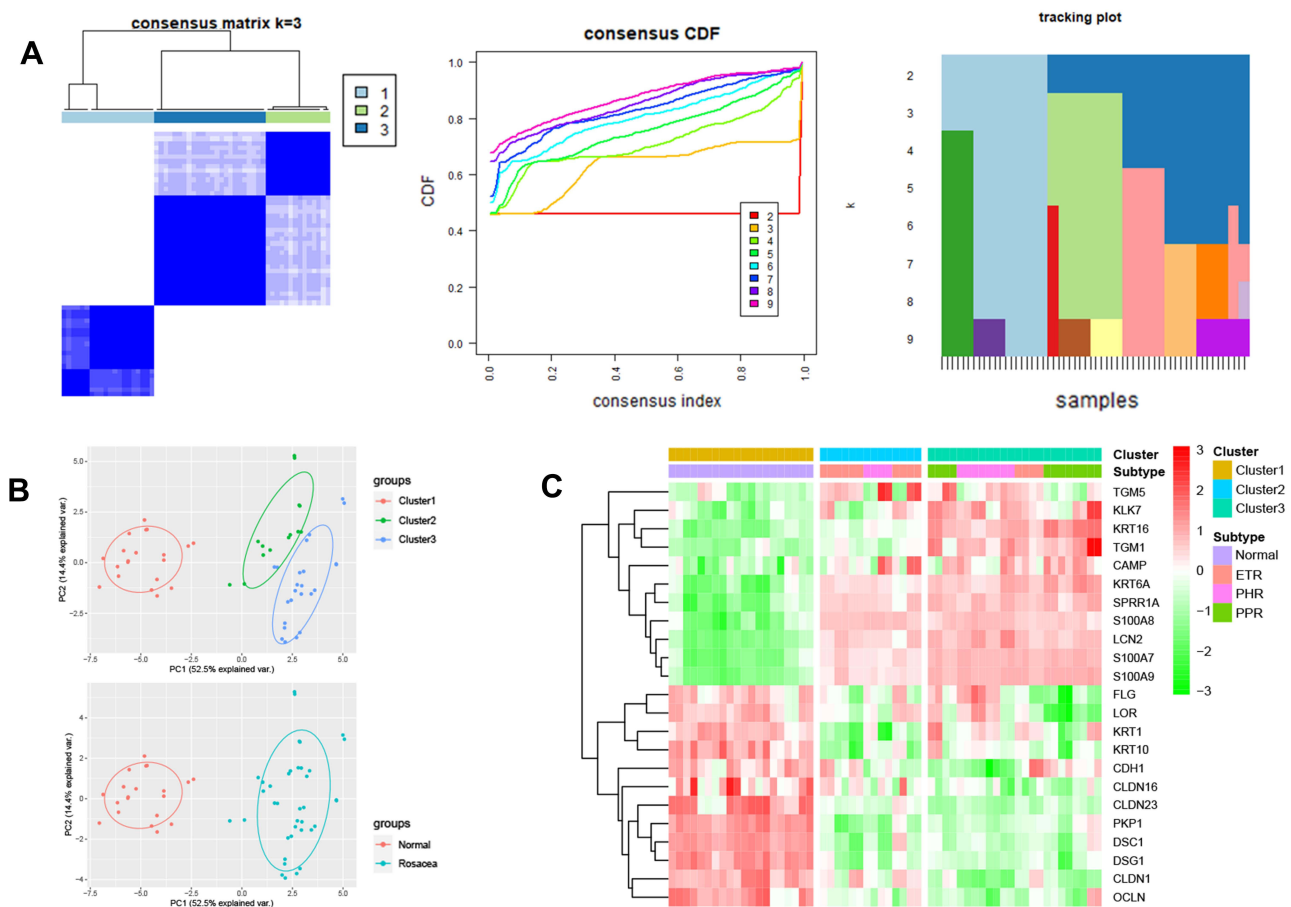 A
consensus matrix k=3
1
2
3
consensus CDF
CDF
1.0
0.8
0.6
0.4
0.2
0.0
2
3
4
5
6
7
8
9
0.0
0.2
0.4
0.6
0.8
1.0
consensus index
tracking plot
k
2
3
4
5
6
7
8
9
samples
B
PC2 (14.4% explained var.)
5.0
2.5
0.0
−2.5
−7.5
−5.0
−2.5
0.0
2.5
5.0
PC1 (52.5% explained var.)
groups
Cluster1
Cluster2
Cluster3
PC2 (14.4% explained var.)
4
2
0
−2
−4
−7.5
−5.0
−2.5
0.0
2.5
5.0
PC1 (52.5% explained var.)
groups
Normal
Rosacea
C
Cluster
Subtype
TGM5
KLK7
KRT16
TGM1
CAMP
KRT6A
SPRR1A
S100A8
LCN2
S100A7
S100A9
FLG
LOR
KRT1
KRT10
CDH1
CLDN16
CLDN23
PKP1
DSC1
DSG1
CLDN1
OCLN
3
2
1
0
−1
−2
−3
Cluster
Cluster1
Cluster2
Cluster3
Subtype
Normal
ETR
PHR
PPR